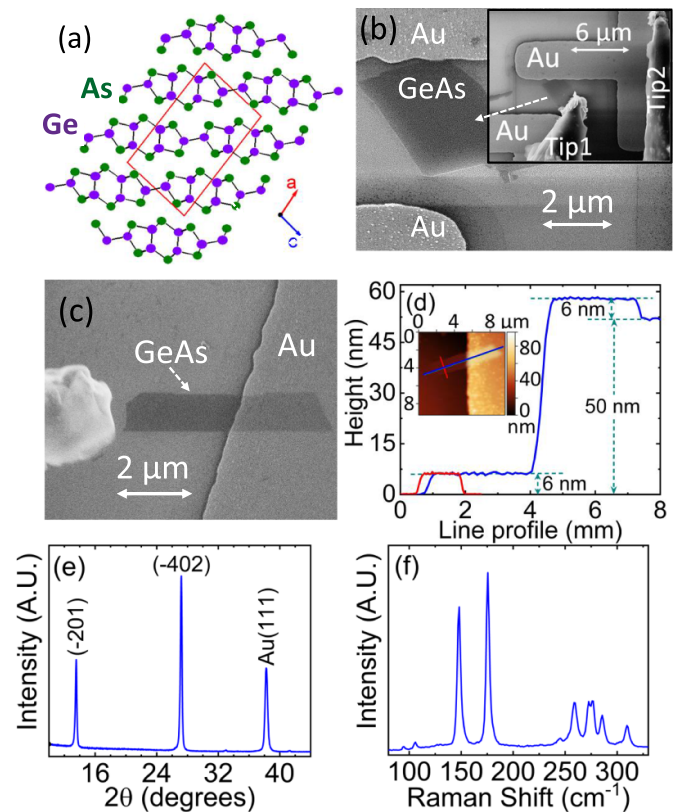 (a)
As
Ge
a
c
(b)
Au
GeAs
Au
6 μm
Au
Au
Tip1
Tip2
2 μm
(c)
GeAs
Au
2 μm
(d)
Height (nm)
60
45
30
15
0
0 2 4 6 8
Line profile (mm)
0 4 8 μm
0
4
8
80
40
0
nm
6 nm
50 nm
6 nm
(e)
Intensity (A.U.)
(-201)
(-402)
Au(111)
16 24 32 40
2θ (degrees)
(f)
Intensity (A.U.)
100 150 200 250 300
Raman Shift (cm-1)